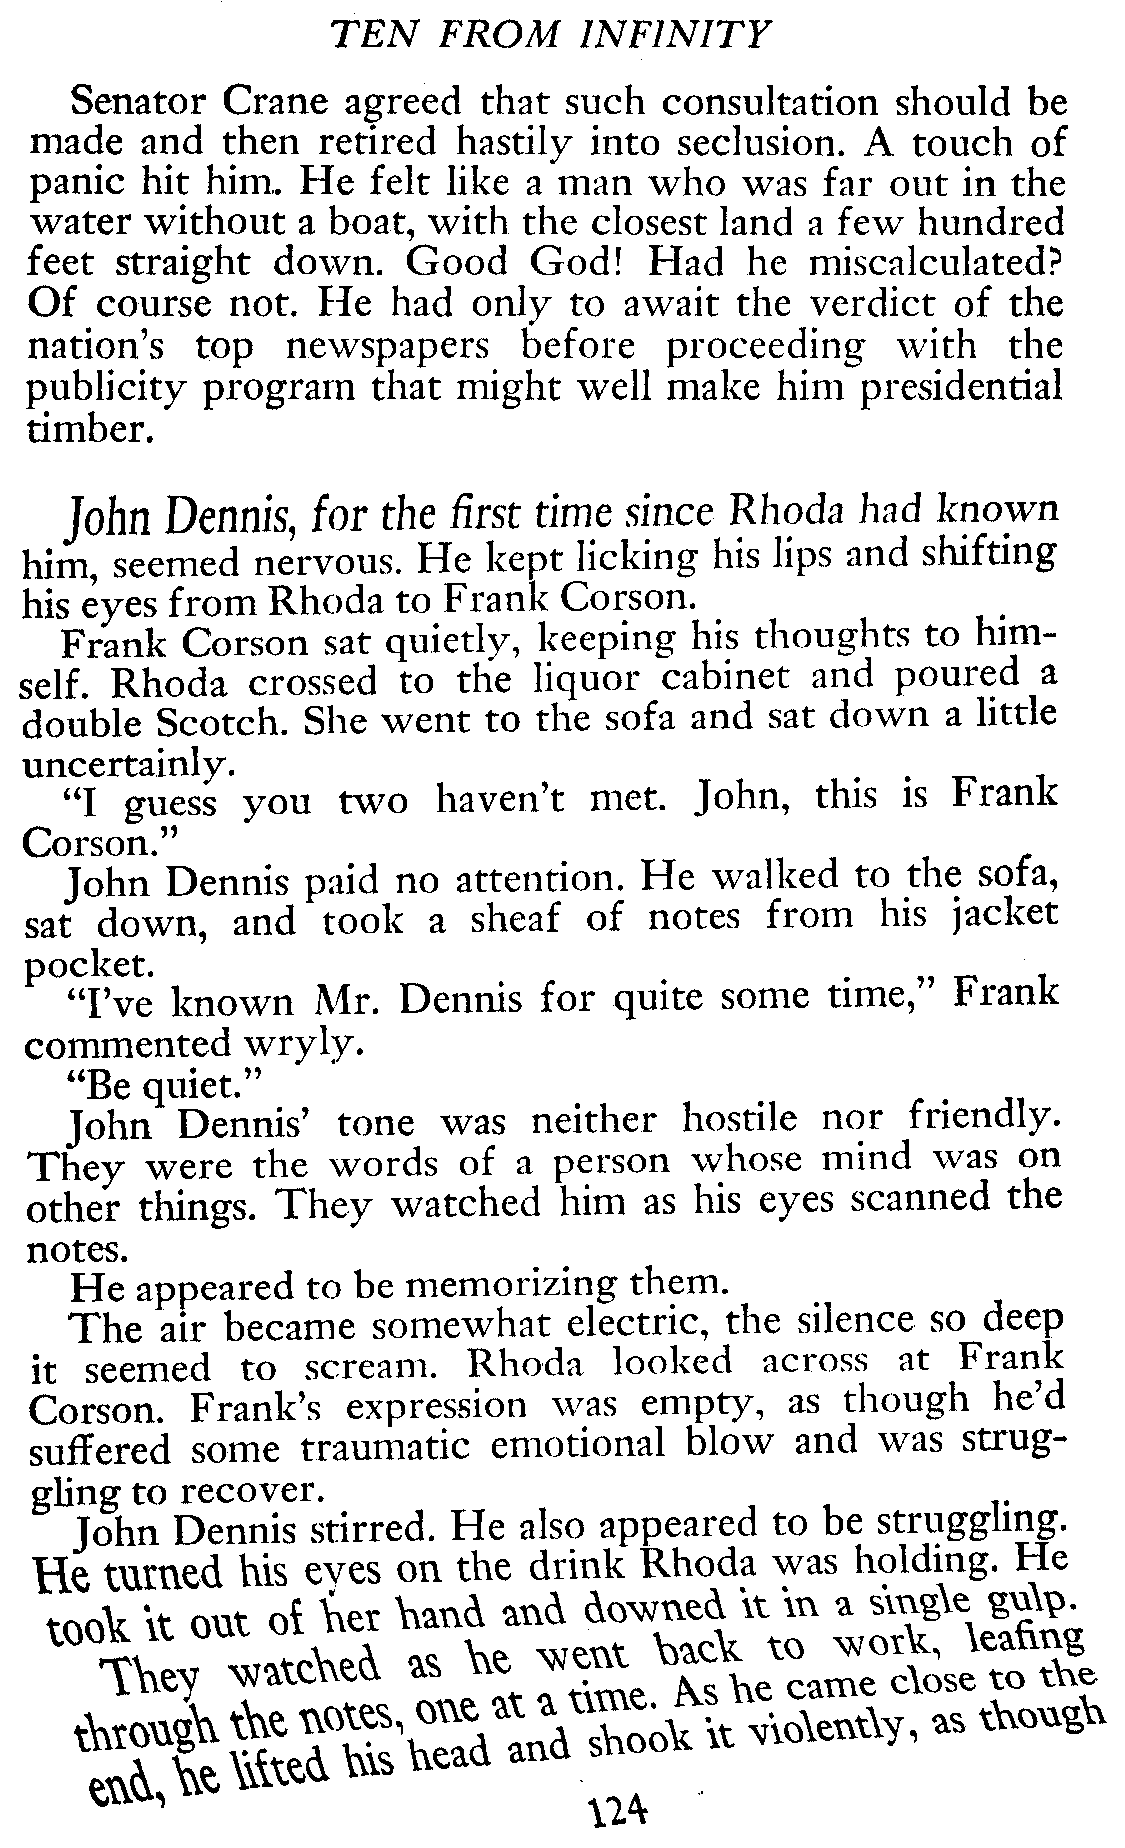 TEN FROM INFINITY
Senator Crane agreed that such consultation should be
made and then retired hastily into seclusion. A touch of
panic hit him. He felt like a man who was far out in the
water without a boat, with the closest land a few hundred
feet straight down. Good God! Had he miscalculated?
Of course not. He had only to await the verdict of the
nation's top newspapers before proceeding with the
publicity program that might well make him presidential
timber.
John Dennis, for the first time since Rhoda had known
him, seemed nervous. He kept licking his lips and shifting
his eyes from Rhoda to Frank Corson.
Frank Corson sat quietly, keeping his thoughts to him-
self. Rhoda crossed to the liquor cabinet and poured a
double Scotch. She went to the sofa and sat down a little
uncertainly.
"I guess you two haven't met. John, this is Frank
Corson."
John Dennis paid no attention. He walked to the sofa,
sat down, and took a sheaf of notes from his jacket
pocket.
"I've known Mr. Dennis for quite some time," Frank
commented wryly.
"Be quiet."
John Dennis' tone was neither hostile nor friendly.
They were the words of a person whose mind was on
other things. They watched him as his eyes scanned the
notes.
He appeared to be memorizing them.
The air became somewhat electric, the silence so deep
it seemed to scream. Rhoda looked across at Frank
Corson. Frank's expression was empty, as though he'd
suffered some traumatic emotional blow and was strug-
gling to recover.
John Dennis stirred. He also appeared to be struggling.
He turned his eyes on the drink Rhoda was holding. He
took it out of her hand and downed it in a single gulp.
They watched as he went back to work, leafing
through the notes, one at a time. As he came close to the
end, he lifted his head and shook it violently, as though
124